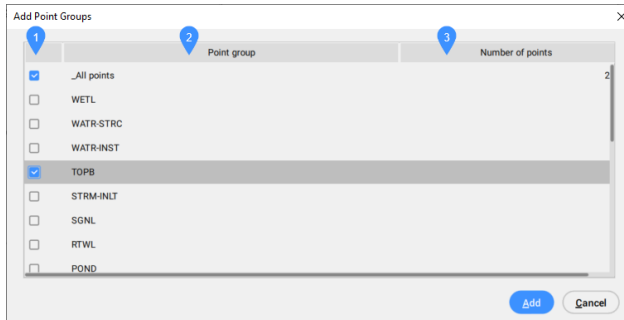 Add Point Groups
1 2 3
Point group Number of points
_All points 2
WETL
WATR-STRC
WATR-INST
TOPB
STRM-INLT
SGNL
RTWL
POND
Add Cancel